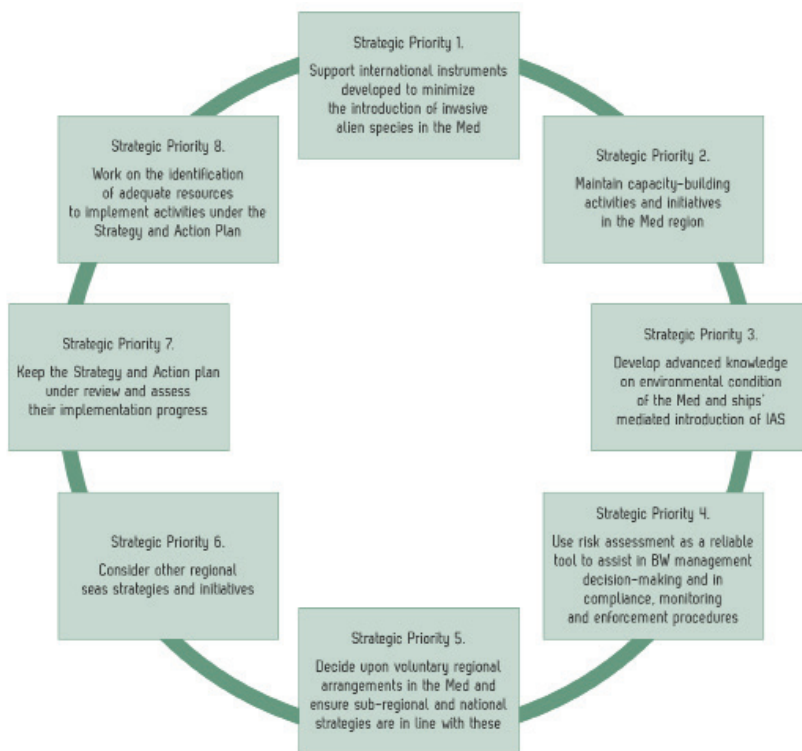 Strategic Priority 1.
Support international instruments
developed to minimize
the introduction of invasive
alien species in the Med
Strategic Priority 2.
Maintain capacity-building
activities and initiatives
in the Med region
Strategic Priority 3.
Develop advanced knowledge
on environmental condition
of the Med and ships'
mediated introduction of IAS
Strategic Priority 4.
Use risk assessment as a reliable
tool to assist in BW management
decision-making and in
compliance, monitoring
and enforcement procedures
Strategic Priority 5.
Decide upon voluntary regional
arrangements in the Med and
ensure sub-regional and national
strategies are in line with these
Strategic Priority 6.
Consider other regional
seas strategies and initiatives
Strategic Priority 7.
Keep the Strategy and Action plan
under review and assess
their implementation progress
Strategic Priority 8.
Work on the identification
of adequate resources
to implement activities under the
Strategy and Action Plan